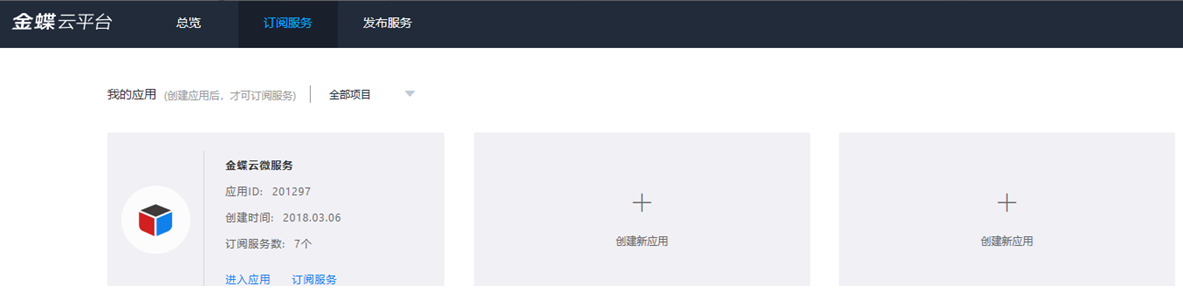 金蝶云平台 总览 订阅服务 发布服务
我的应用 (创建应用后，才可订阅服务) 全部项目
金蝶云微服务
应用ID: 201297
创建时间: 2018.03.06
订阅服务数: 7个
进入应用 订阅服务
创建新应用
创建新应用